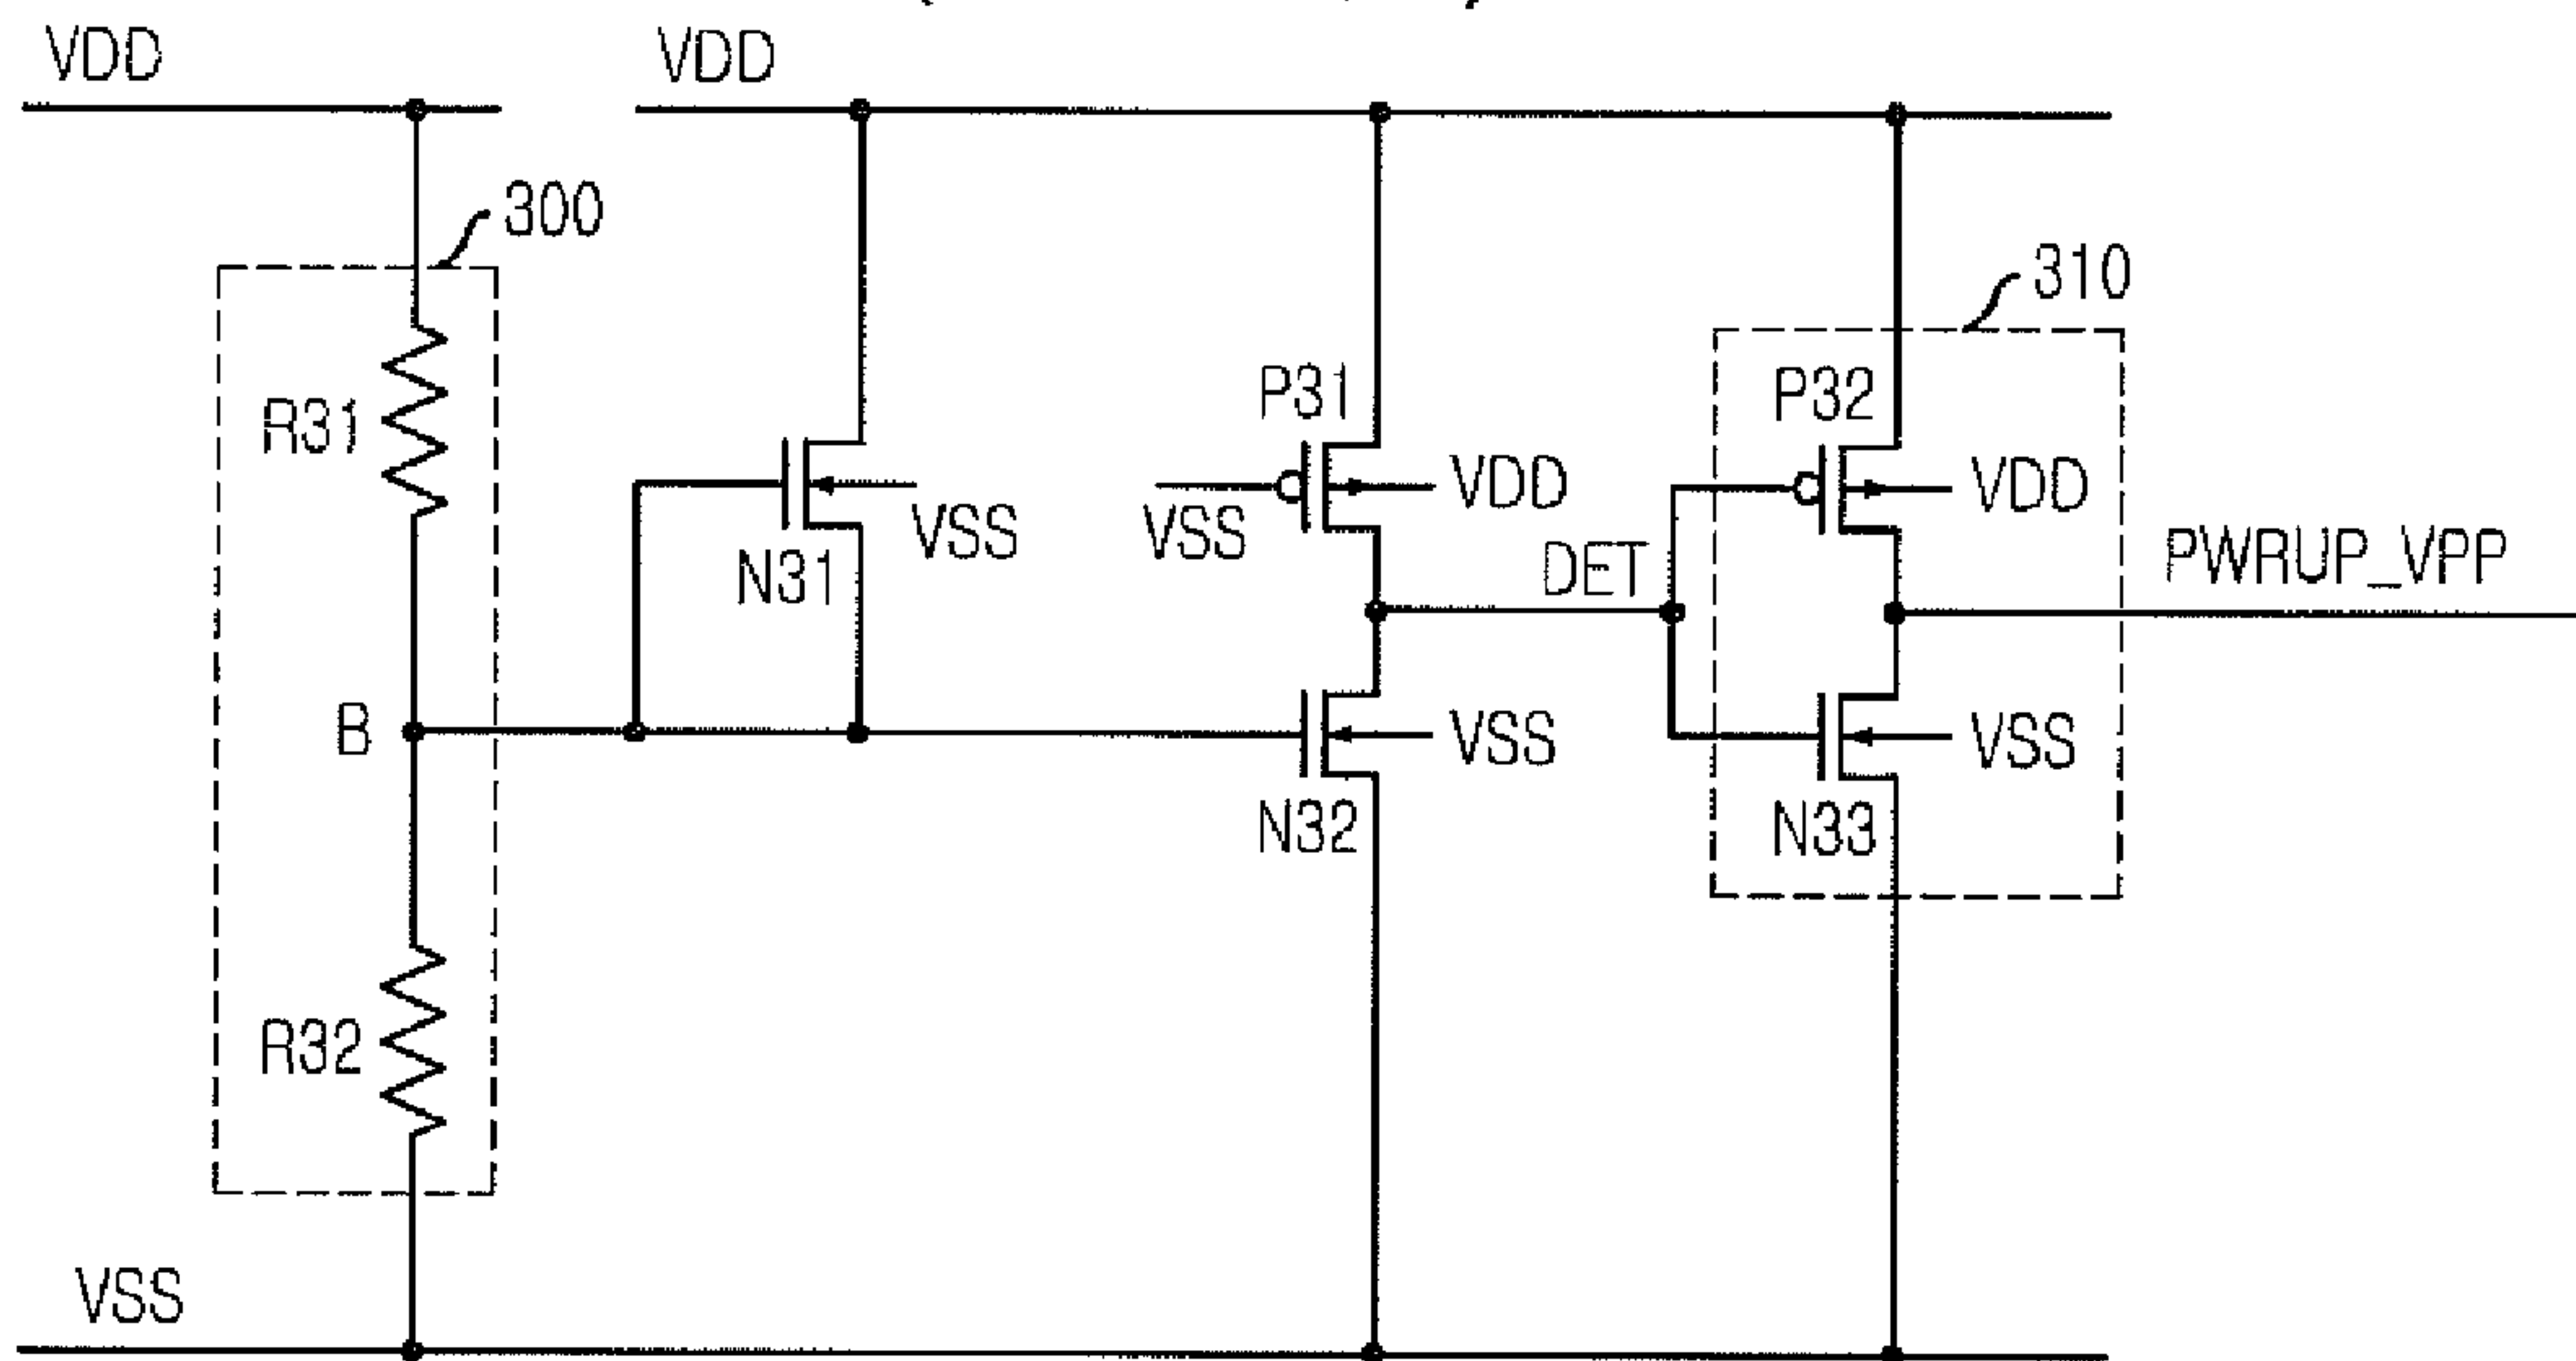 VDD
VDD
300
310
R31
P31
P32
VDD
VDD
VSS
VSS
N31
DET
PWRUP_VPP
B
VSS
VSS
N32
N33
R32
VSS